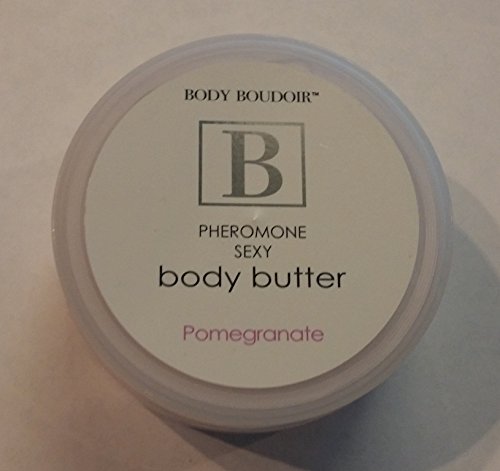 BODY BOUDOIR™
B
PHEROMONE
SEXY
body butter
Pomegranate